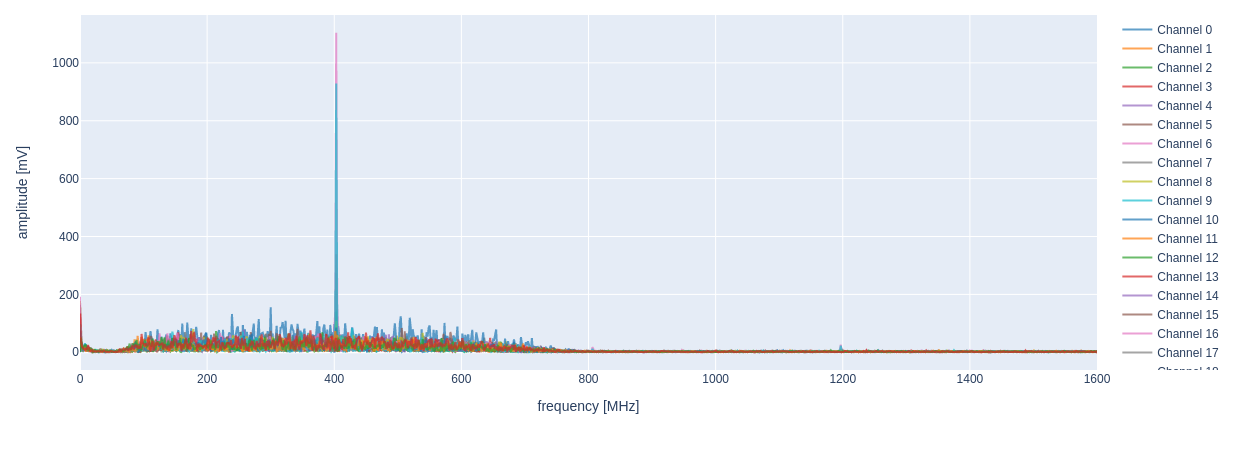 amplitude [mV]
1000
800
600
400
200
0
0 200 400 600 800 1000 1200 1400 1600
frequency [MHz]
Channel 0
Channel 1
Channel 2
Channel 3
Channel 4
Channel 5
Channel 6
Channel 7
Channel 8
Channel 9
Channel 10
Channel 11
Channel 12
Channel 13
Channel 14
Channel 15
Channel 16
Channel 17